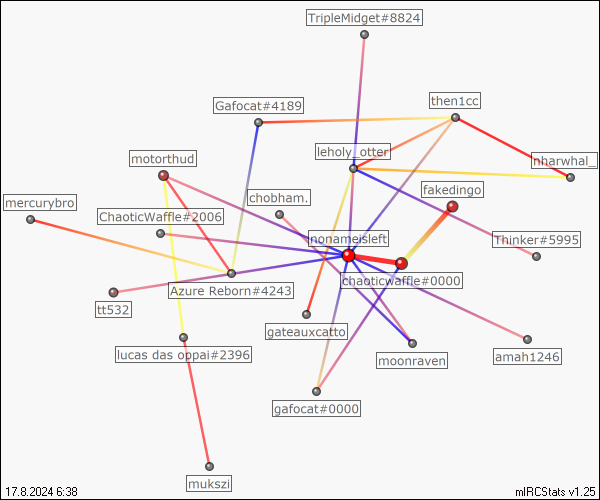 TripleMidget#8824
Gafocat#4189
then1cc
leholy_otter
motorthud
nharwhal_
fakedingo
chobham.
mercurybro
ChaoticWaffle#2006
nonameisleft
Thinker#5995
chaoticwaffle#0000
Azure Reborn#4243
tt532
gateauxcatto
lucas das oppai#2396
moonraven
amah1246
gafocat#0000
mukszi
17.8.2024 6:38
mIRCStats v1.25